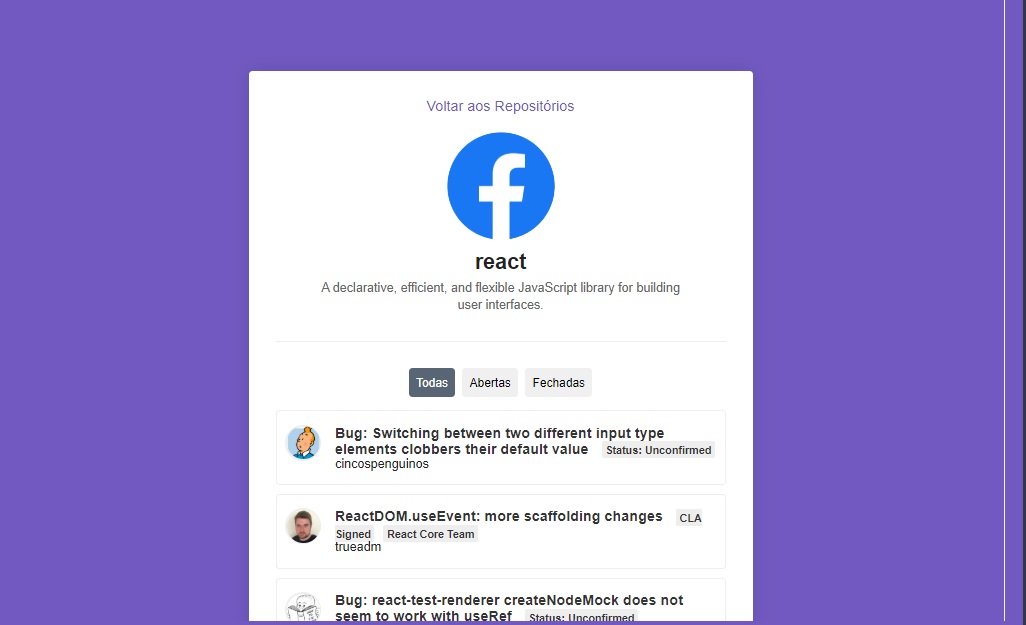 Voltar aos Repositórios
react
A declarative, efficient, and flexible JavaScript library for building
user interfaces.
Todas Abertas Fechadas
Bug: Switching between two different input type
elements clobbers their default value Status: Unconfirmed
cincospenguinos
ReactDOM.useEvent: more scaffolding changes CLA
Signed React Core Team
trueadm
Bug: react-test-renderer createNodeMock does not
seem to work with useRef Status: Unconfirmed